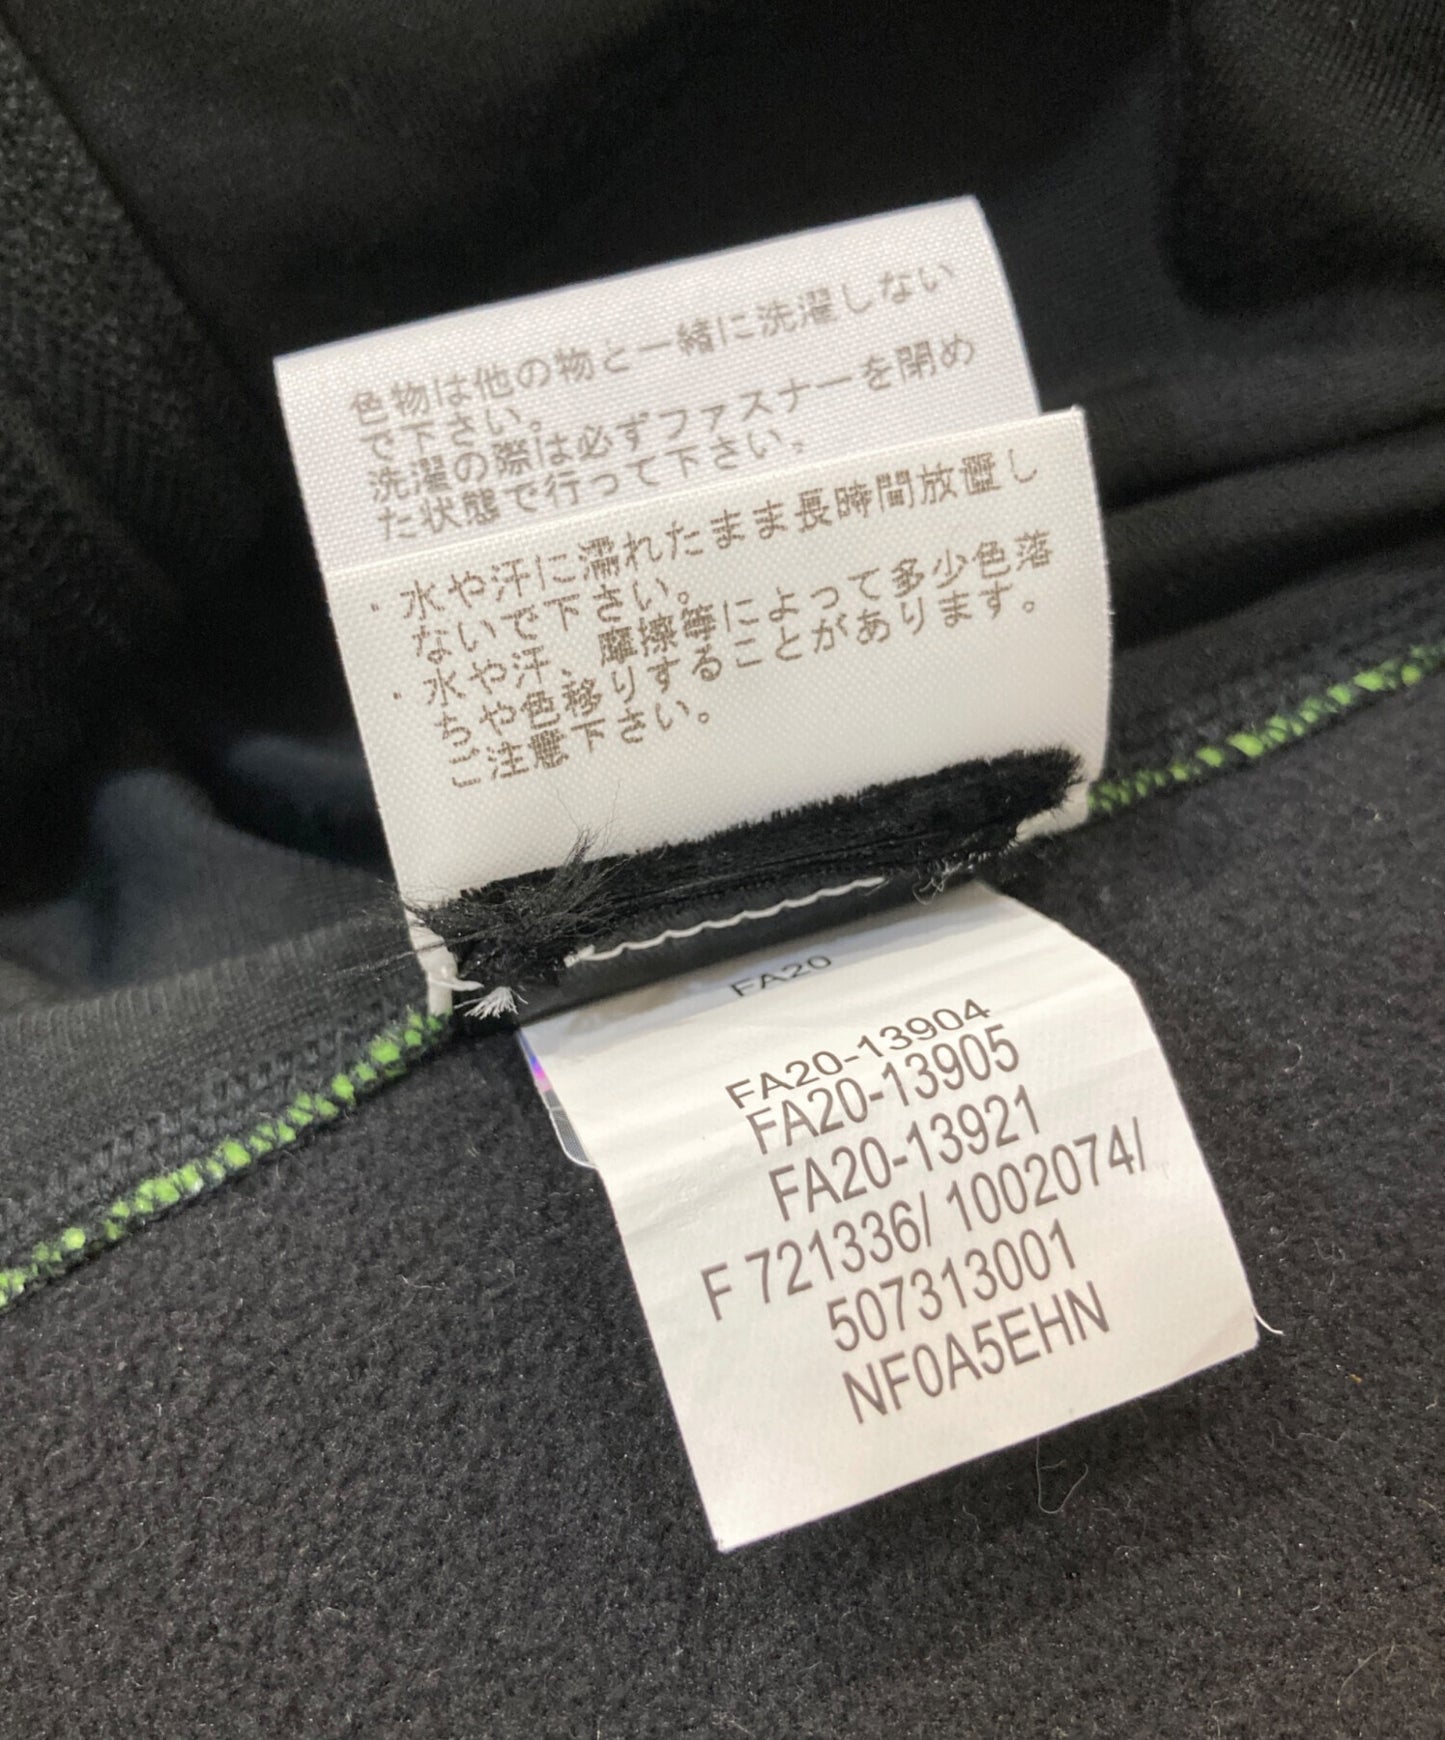 色物は他の物と一緒に洗濯しない
で下さい。
洗濯の際は必ずファスナーを閉め
た状態で行って下さい。
・水や汗に濡れたまま長時間放置し
ないで下さい。
・水や汗、摩擦等によって多少色落
ちや色移りすることがあります。
ご注意下さい。
FA20
FA20-13904
FA20-13905
FA20-13921
F 721336/ 1002074/
507313001
NF0A5EHN